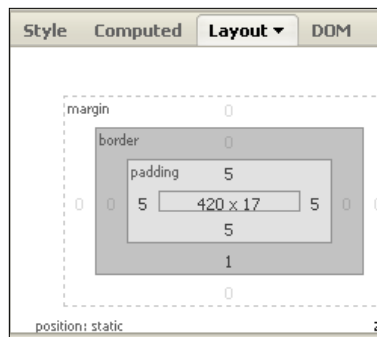 Style Computed Layout ▾ DOM
margin 0
border 0
padding 5
0 0 5 420 x 17 5 0
5
1
0
position: static